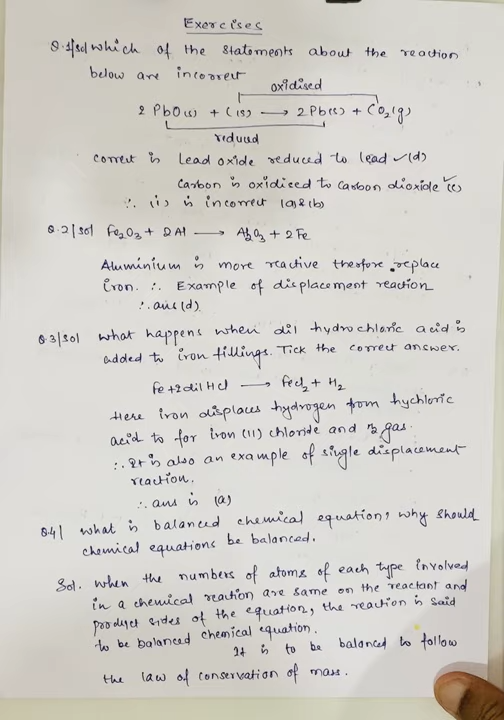 Exercises
Q.1/sol which of the statements about the reaction
below are incorrect
oxidised
2 PbO(s) + C(s) → 2Pb(s) + CO₂(g)
reduced
correct is Lead oxide reduced to lead ✓(d)
Carbon is oxidiced to carbon dioxide ✓(c)
∴ (i) is incorrect (a)&(b)
Q.2/sol Fe₂O₃ + 2Al → Al₂O₃ + 2Fe
Aluminium is more reactive therfore replace
iron. ∴ Example of displacement reaction
∴ ans (d)
Q.3/sol what happens when dil hydrochloric acid is
added to iron fillings. Tick the correct answer.
Fe + 2dil HCl → FeCl₂ + H₂
Here iron displaces hydrogen from hychloric
acid to for iron (II) chloride and H₂ gas.
∴ It is also an example of single displacement
reaction.
∴ ans is (a)
Q4/ what is balanced chemical equation, why should
chemical equations be balanced.
Sol. when the numbers of atoms of each type involved
in a chemical reaction are same on the reactant and
product sides of the equation, the reaction is said
to be balanced chemical equation.
It is to be balanced to follow
the law of conservation of mass.